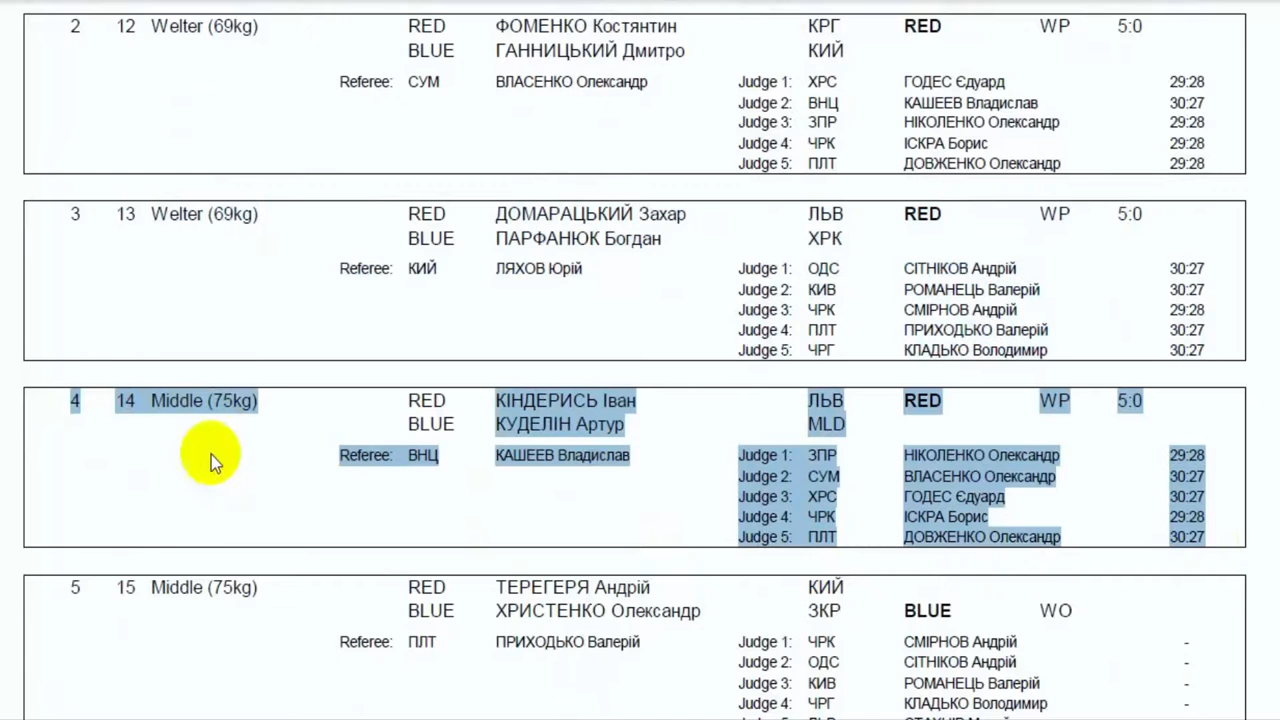 2 12 Welter (69kg) RED ФОМЕНКО Костянтин КРГ RED WP 5:0
BLUE ГАННИЦЬКИЙ Дмитро КИЙ
Referee: СУМ ВЛАСЕНКО Олександр Judge 1: ХРС ГОДЕС Єдуард 29:28
Judge 2: ВНЦ КАШЕЕВ Владислав 30:27
Judge 3: ЗПР НІКОЛЕНКО Олександр 29:28
Judge 4: ЧРК ІСКРА Борис 29:28
Judge 5: ПЛТ ДОВЖЕНКО Олександр 29:28
3 13 Welter (69kg) RED ДОМАРАЦЬКИЙ Захар ЛЬВ RED WP 5:0
BLUE ПАРФАНЮК Богдан ХРК
Referee: КИЙ ЛЯХОВ Юрій Judge 1: ОДС СІТНІКОВ Андрій 30:27
Judge 2: КИВ РОМАНЕЦЬ Валерій 30:27
Judge 3: ЧРК СМІРНОВ Андрій 29:28
Judge 4: ПЛТ ПРИХОДЬКО Валерій 30:27
Judge 5: ЧРГ КЛАДЬКО Володимир 30:27
4 14 Middle (75kg) RED КІНДЕРИСЬ Іван ЛЬВ RED WP 5:0
BLUE КУДЕЛІН Артур MLD
Referee: ВНЦ КАШЕЕВ Владислав Judge 1: ЗПР НІКОЛЕНКО Олександр 29:28
Judge 2: СУМ ВЛАСЕНКО Олександр 30:27
Judge 3: ХРС ГОДЕС Єдуард 30:27
Judge 4: ЧРК ІСКРА Борис 29:28
Judge 5: ПЛТ ДОВЖЕНКО Олександр 30:27
5 15 Middle (75kg) RED ТЕРЕГЕРЯ Андрій КИЙ
BLUE ХРИСТЕНКО Олександр ЗКР BLUE WO
Referee: ПЛТ ПРИХОДЬКО Валерій Judge 1: ЧРК СМІРНОВ Андрій -
Judge 2: ОДС СІТНІКОВ Андрій -
Judge 3: КИВ РОМАНЕЦЬ Валерій -
Judge 4: ЧРГ КЛАДЬКО Володимир -